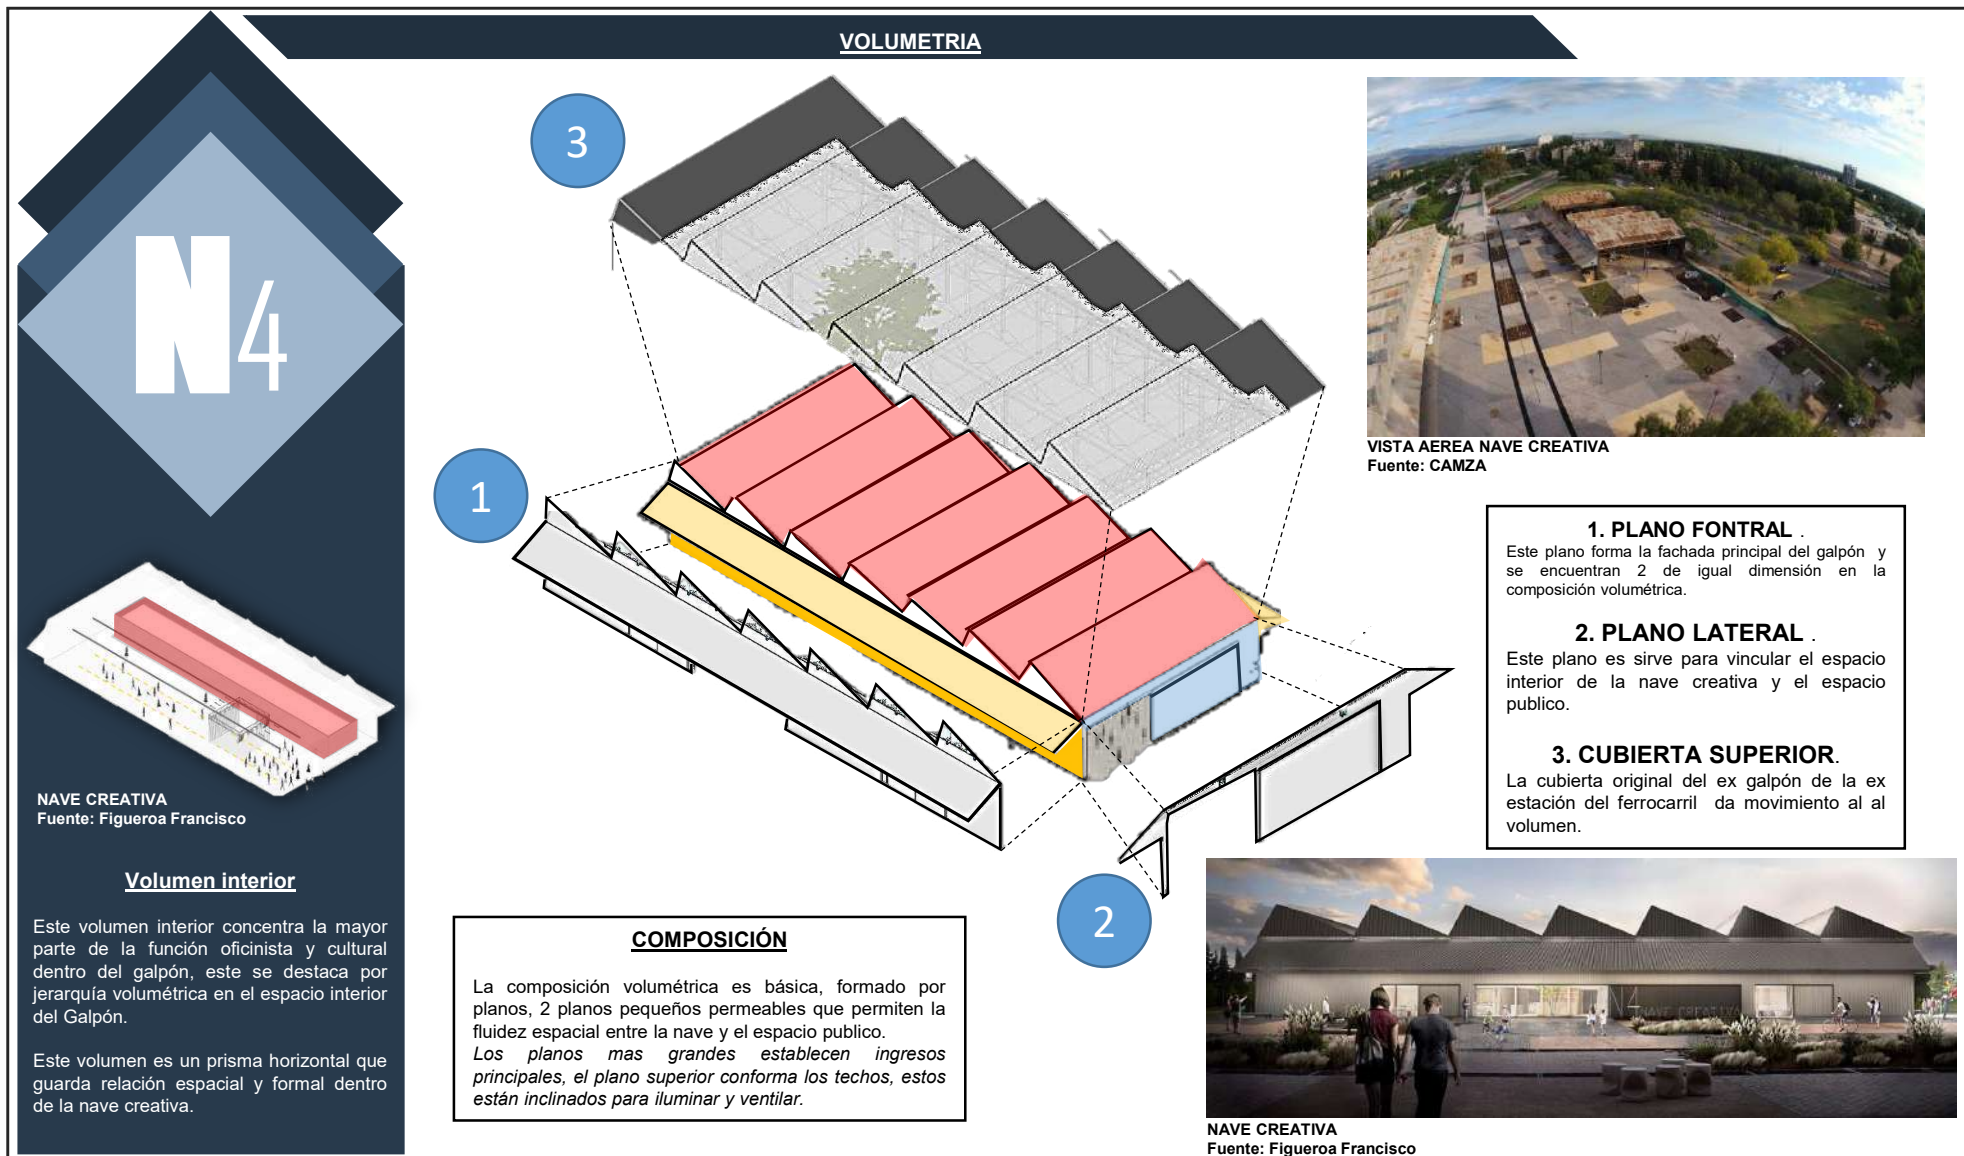 VOLUMETRIA
N4
NAVE CREATIVA
Fuente: Figueroa Francisco
Volumen interior
Este volumen interior concentra la mayor
parte de la función oficinista y cultural
dentro del galpón, este se destaca por
jerarquía volumétrica en el espacio interior
del Galpón.
Este volumen es un prisma horizontal que
guarda relación espacial y formal dentro
de la nave creativa.
3
1
2
COMPOSICIÓN
La composición volumétrica es básica, formado por
planos, 2 planos pequeños permeables que permiten la
fluidez espacial entre la nave y el espacio publico.
Los planos mas grandes establecen ingresos
principales, el plano superior conforma los techos, estos
están inclinados para iluminar y ventilar.
VISTA AEREA NAVE CREATIVA
Fuente: CAMZA
1. PLANO FONTRAL .
Este plano forma la fachada principal del galpón y
se encuentran 2 de igual dimensión en la
composición volumétrica.
2. PLANO LATERAL .
Este plano es sirve para vincular el espacio
interior de la nave creativa y el espacio
publico.
3. CUBIERTA SUPERIOR.
La cubierta original del ex galpón de la ex
estación del ferrocarril da movimiento al al
volumen.
N4
NAVE CREATIVA
NAVE CREATIVA
Fuente: Figueroa Francisco